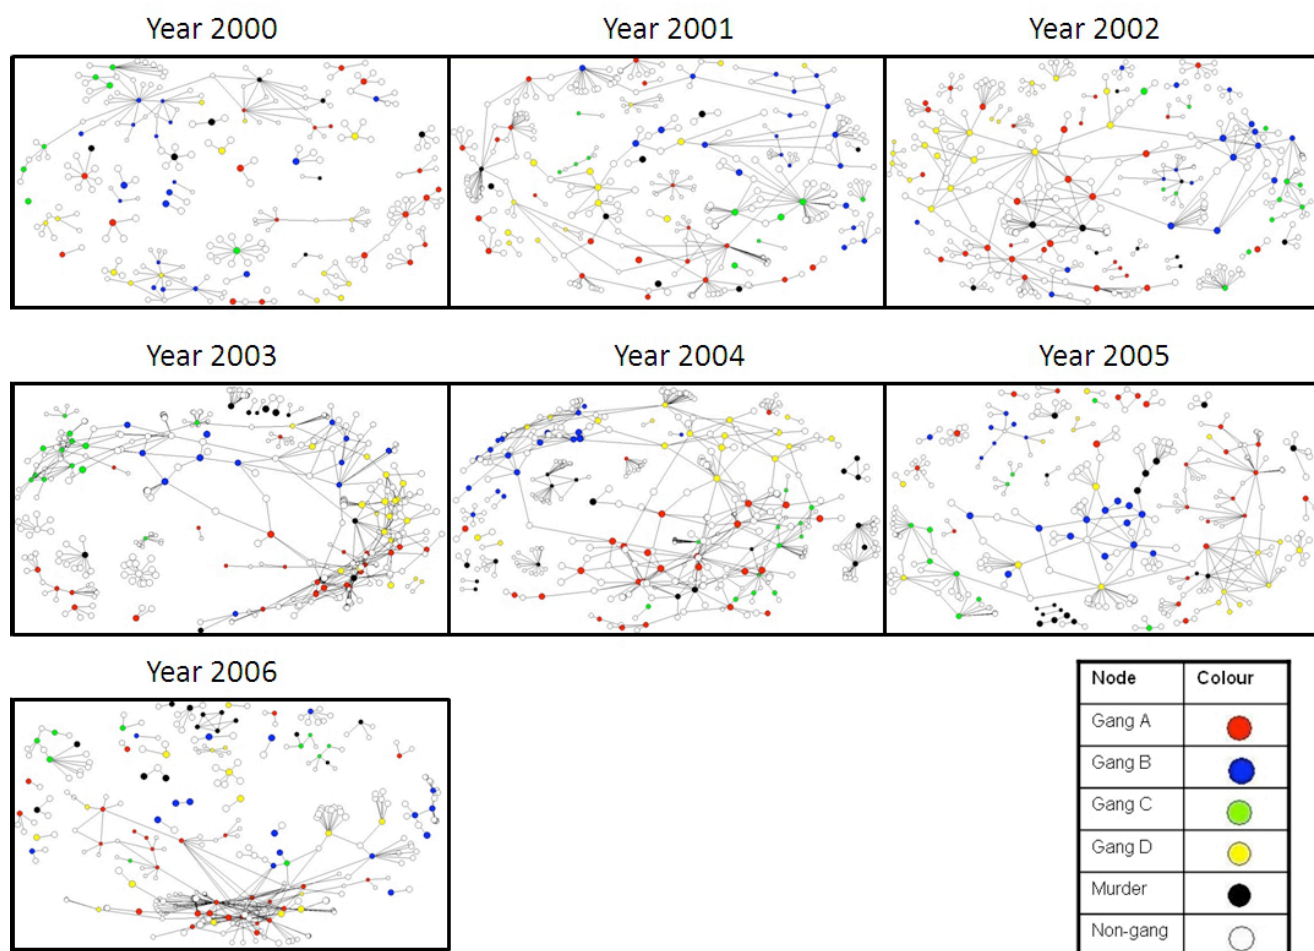 Year 2000
Year 2001
Year 2002
Year 2003
Year 2004
Year 2005
Year 2006
Node Colour
Gang A
Gang B
Gang C
Gang D
Murder
Non-gang